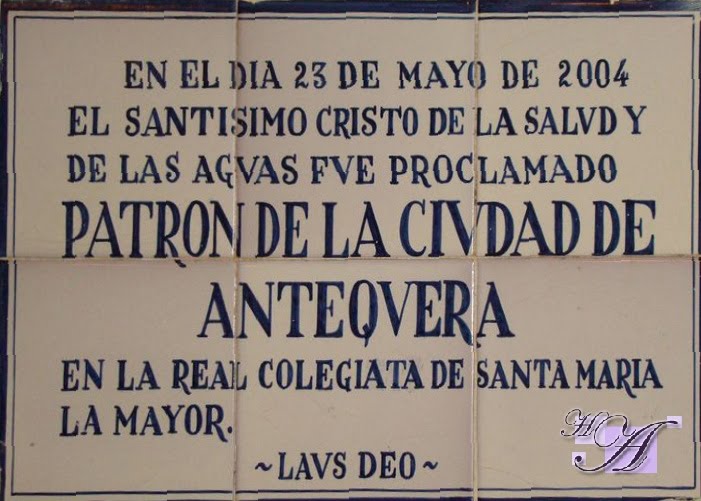 EN EL DIA 23 DE MAYO DE 2004
EL SANTISIMO CRISTO DE LA SALVD Y
DE LAS AGVAS FVE PROCLAMADO
PATRON DE LA CIVDAD DE
ANTEQVERA
EN LA REAL COLEGIATA DE SANTA MARIA
LA MAYOR.
~LAVS DEO~
HA